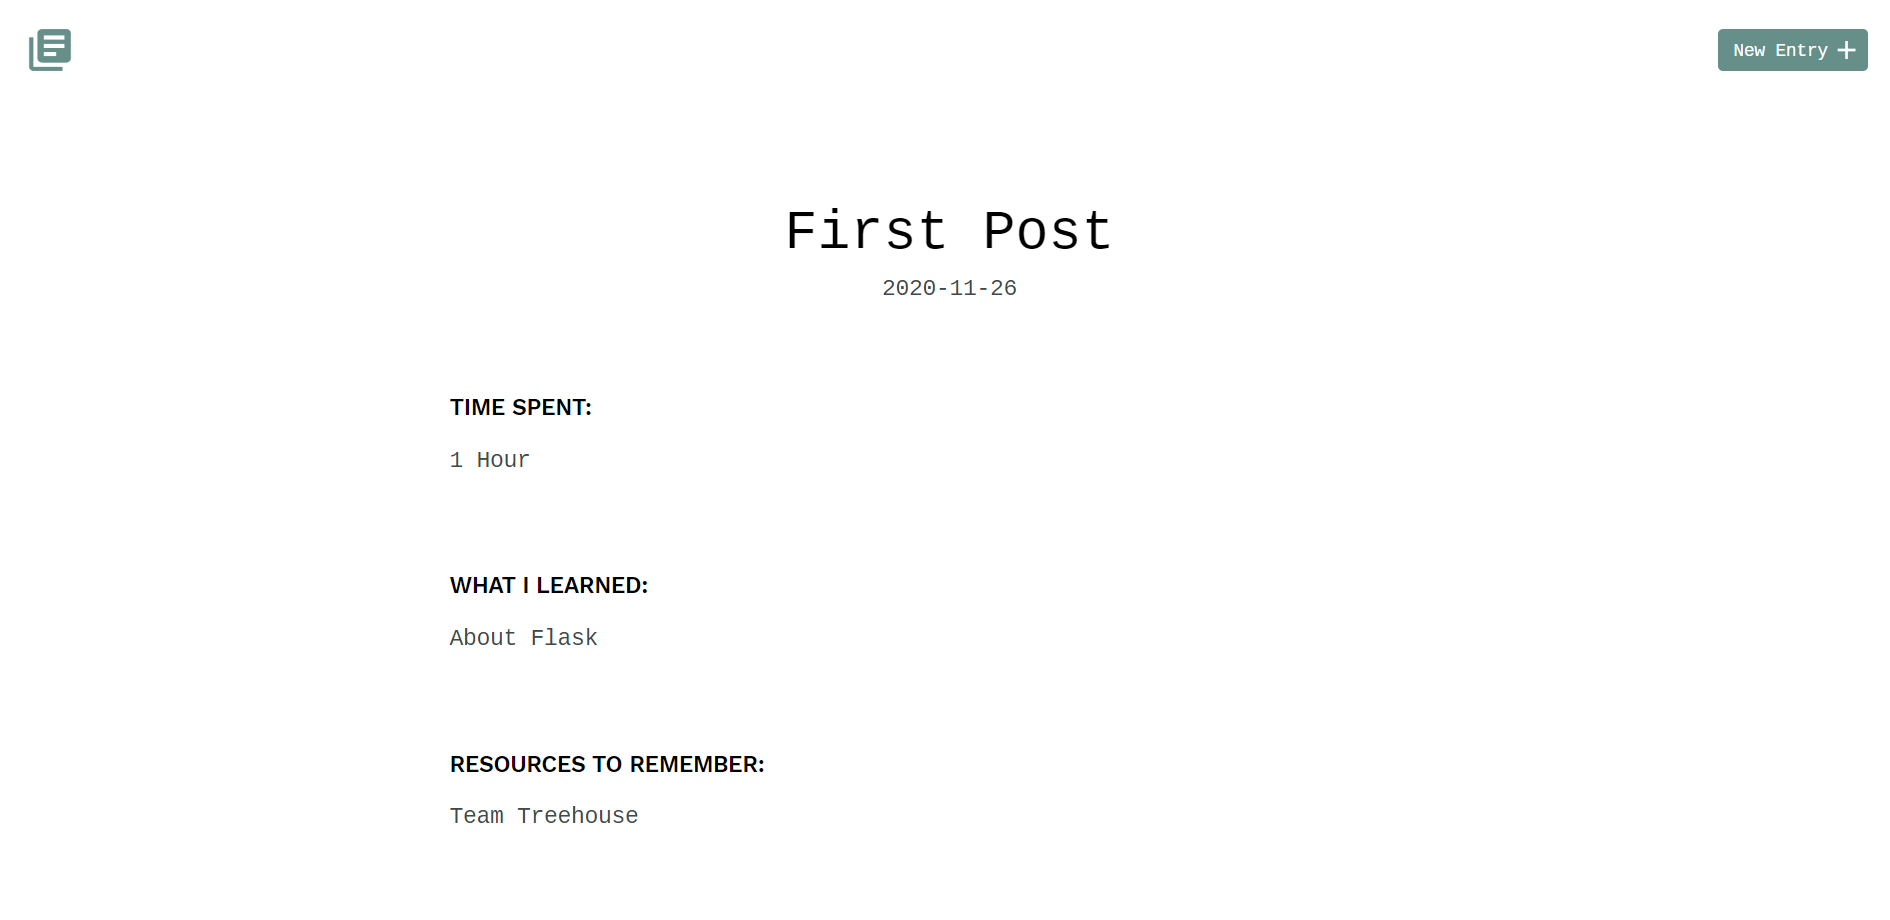 New Entry
First Post
2020-11-26
TIME SPENT:
1 Hour
WHAT I LEARNED:
About Flask
RESOURCES TO REMEMBER:
Team Treehouse